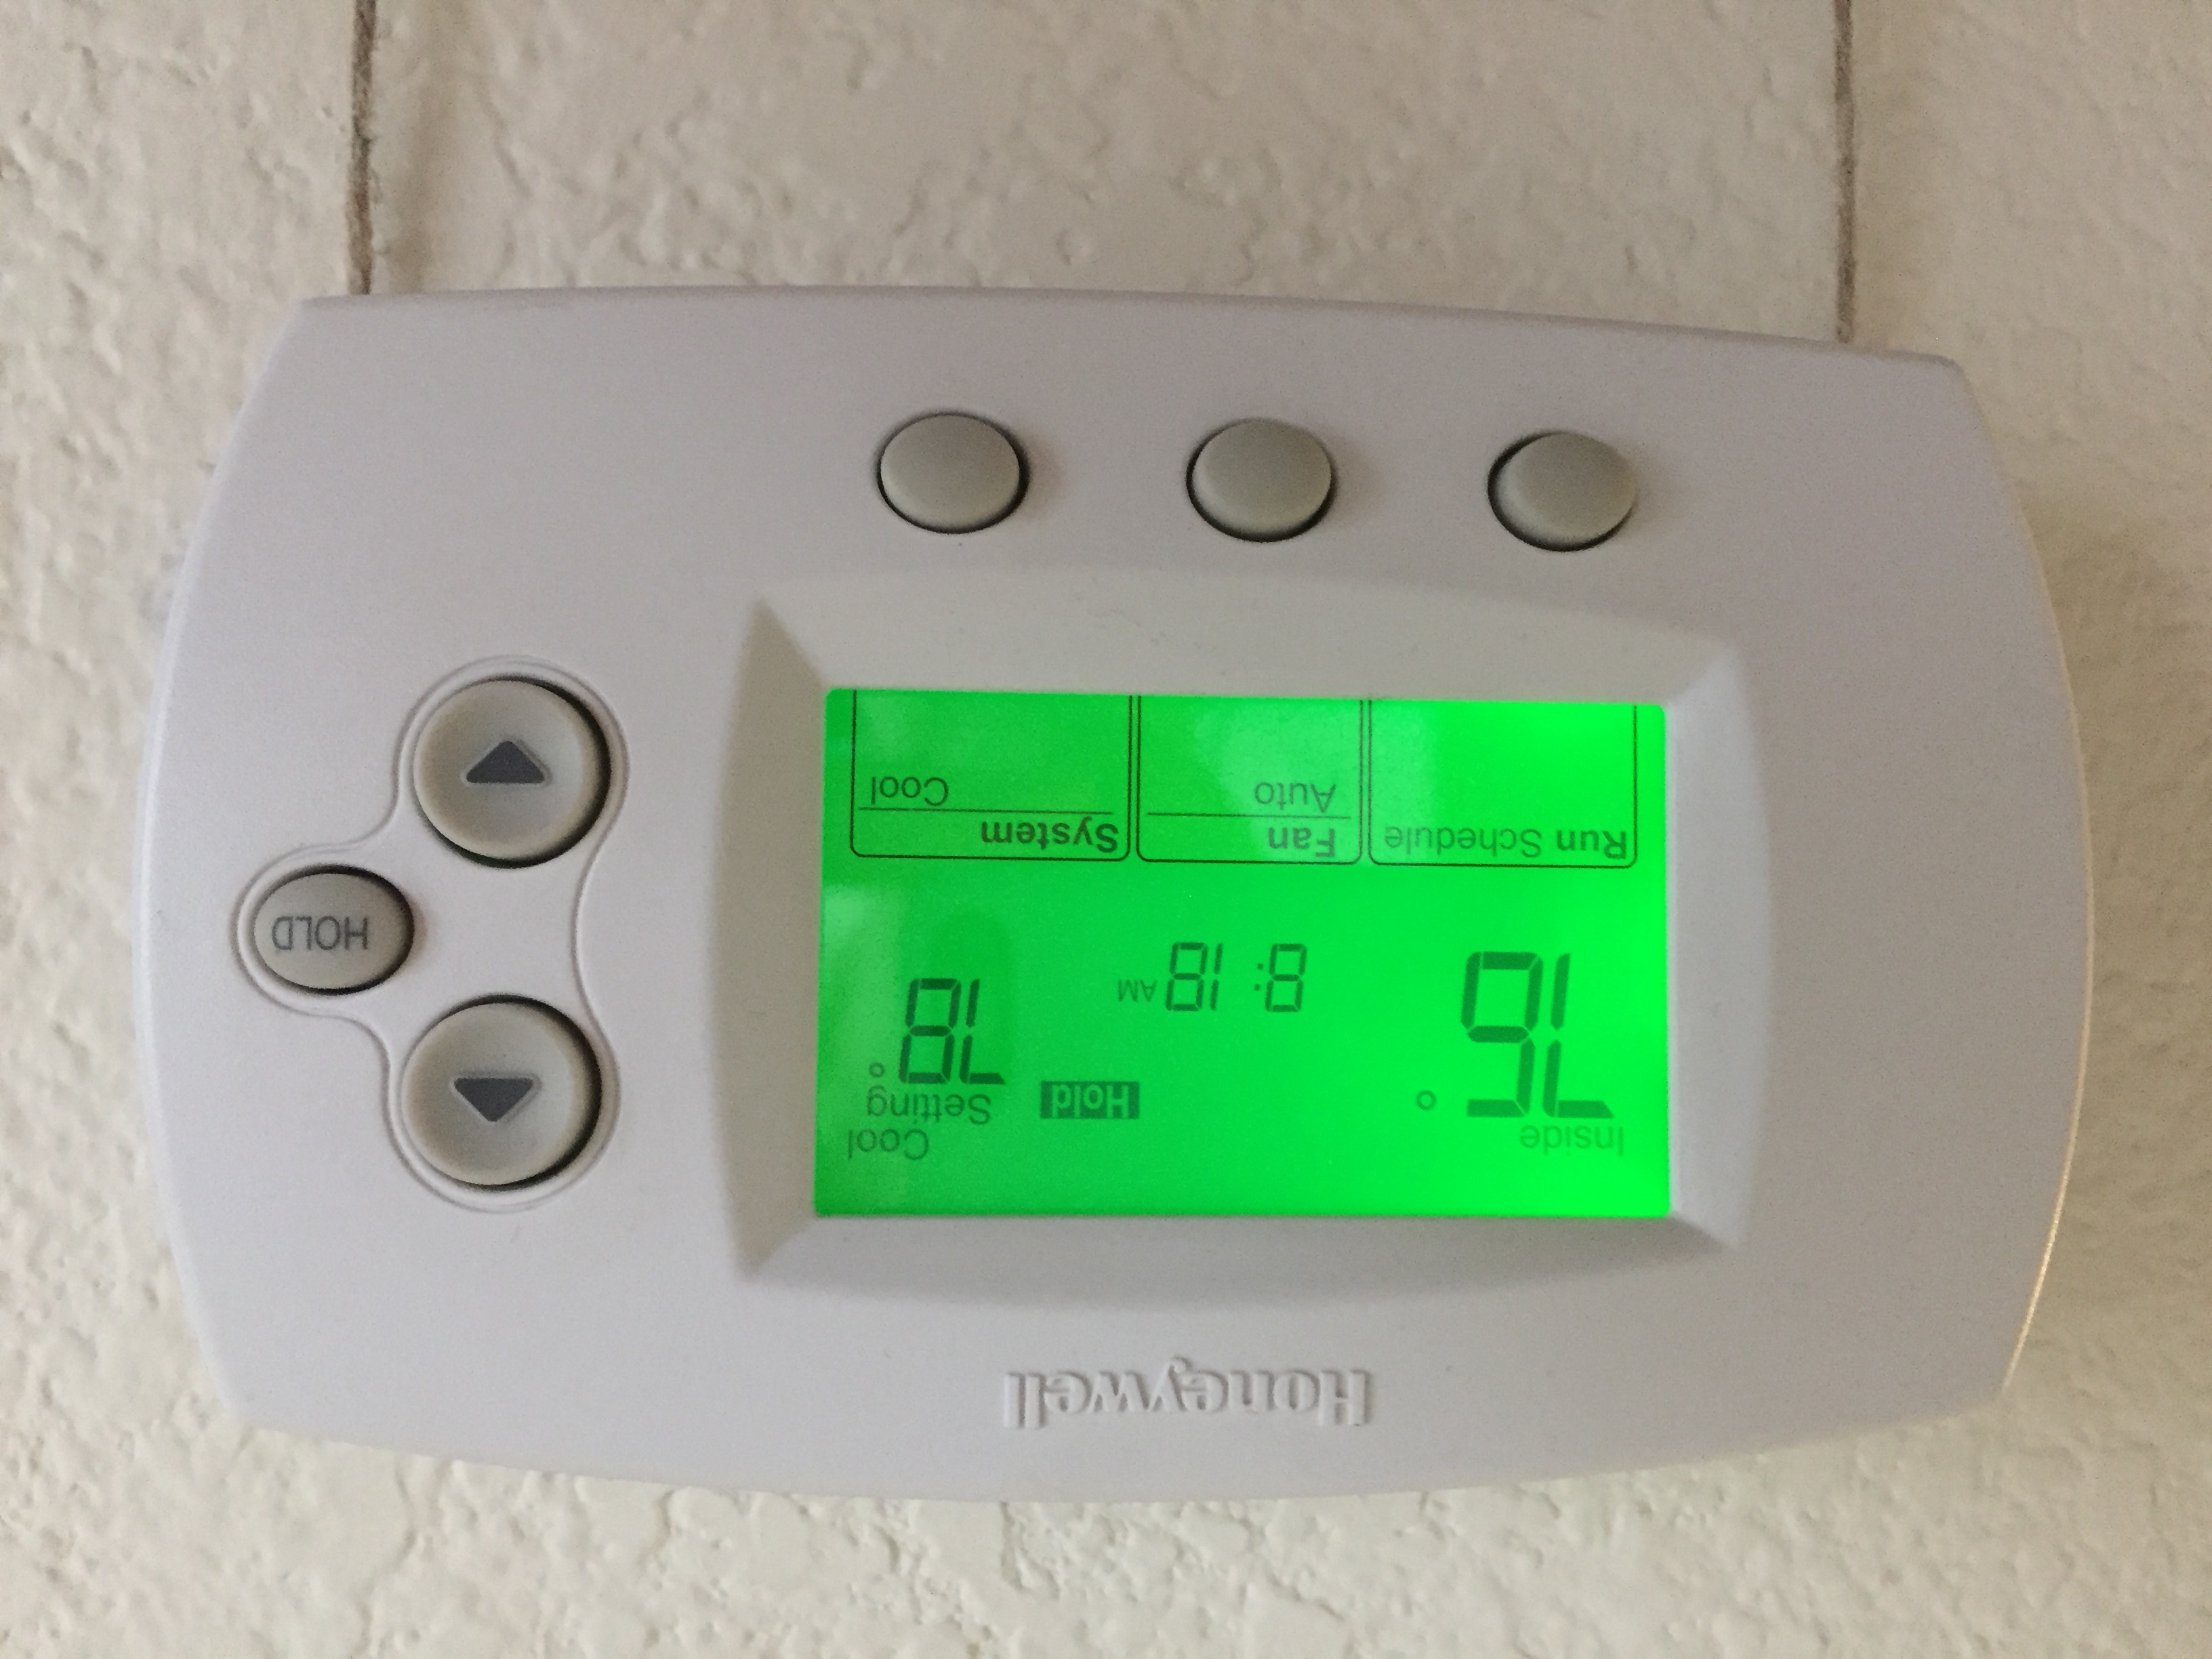 Honeywell
Inside
76°
Hold
Cool
Setting
78°
8:18 AM
HOLD
Run Schedule
Fan
Auto
System
Cool